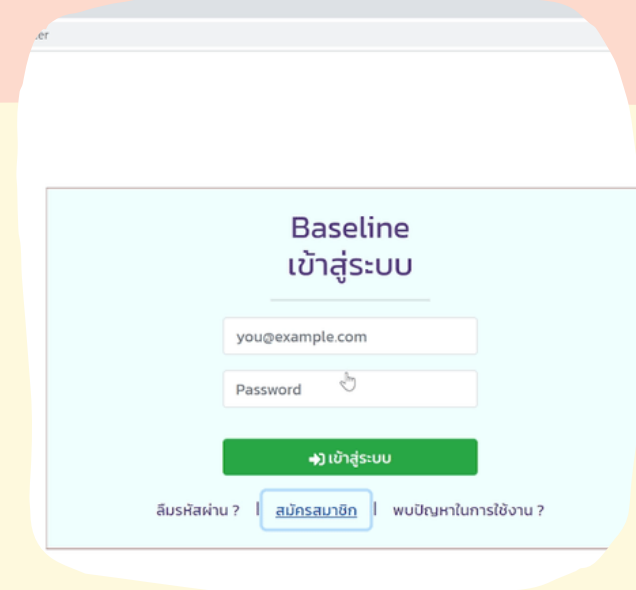 er
Baseline
เข้าสู่ระบบ
you@example.com
Password
เข้าสู่ระบบ
ลืมรหัสผ่าน ? | สมัครสมาชิก | พบปัญหาในการใช้งาน ?